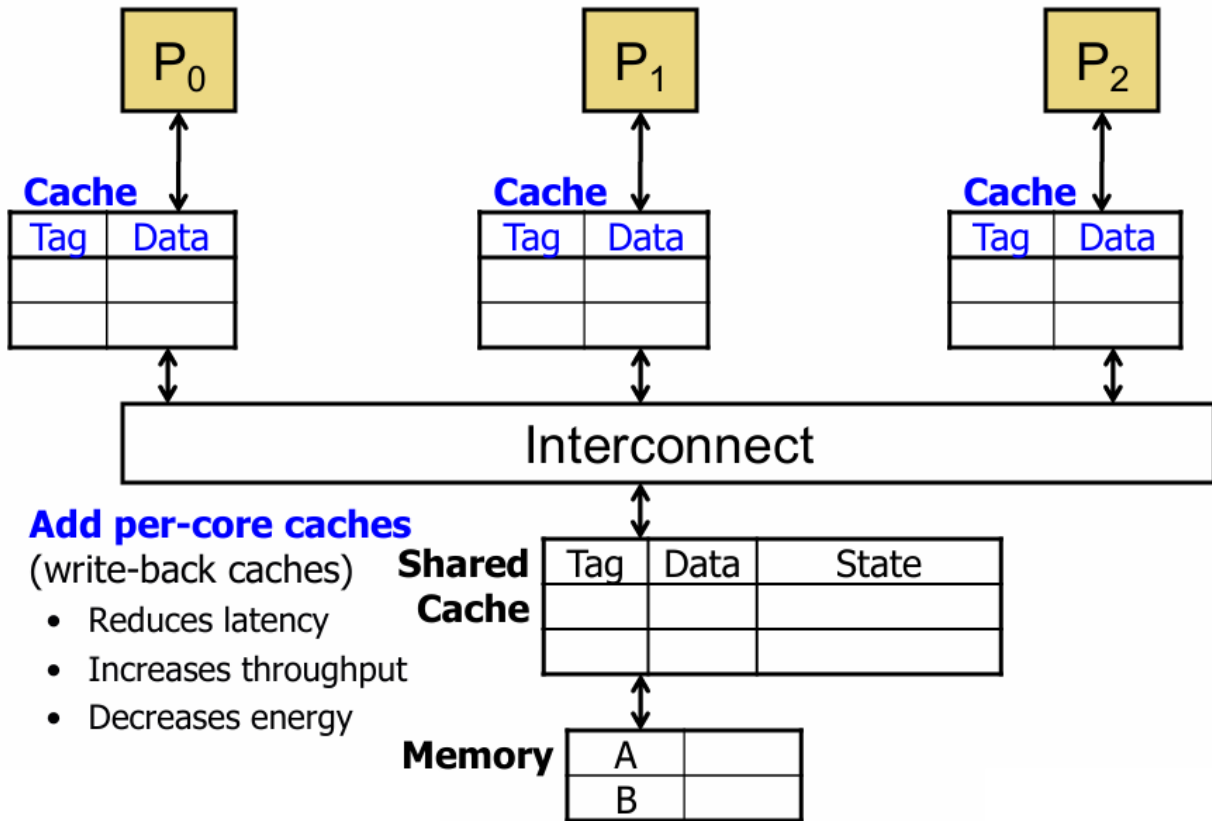 P0 P1 P2
Cache Cache Cache
Tag Data Tag Data Tag Data
Interconnect
Add per-core caches
(write-back caches)
• Reduces latency
• Increases throughput
• Decreases energy
Shared Tag Data State
Cache
Memory A
B